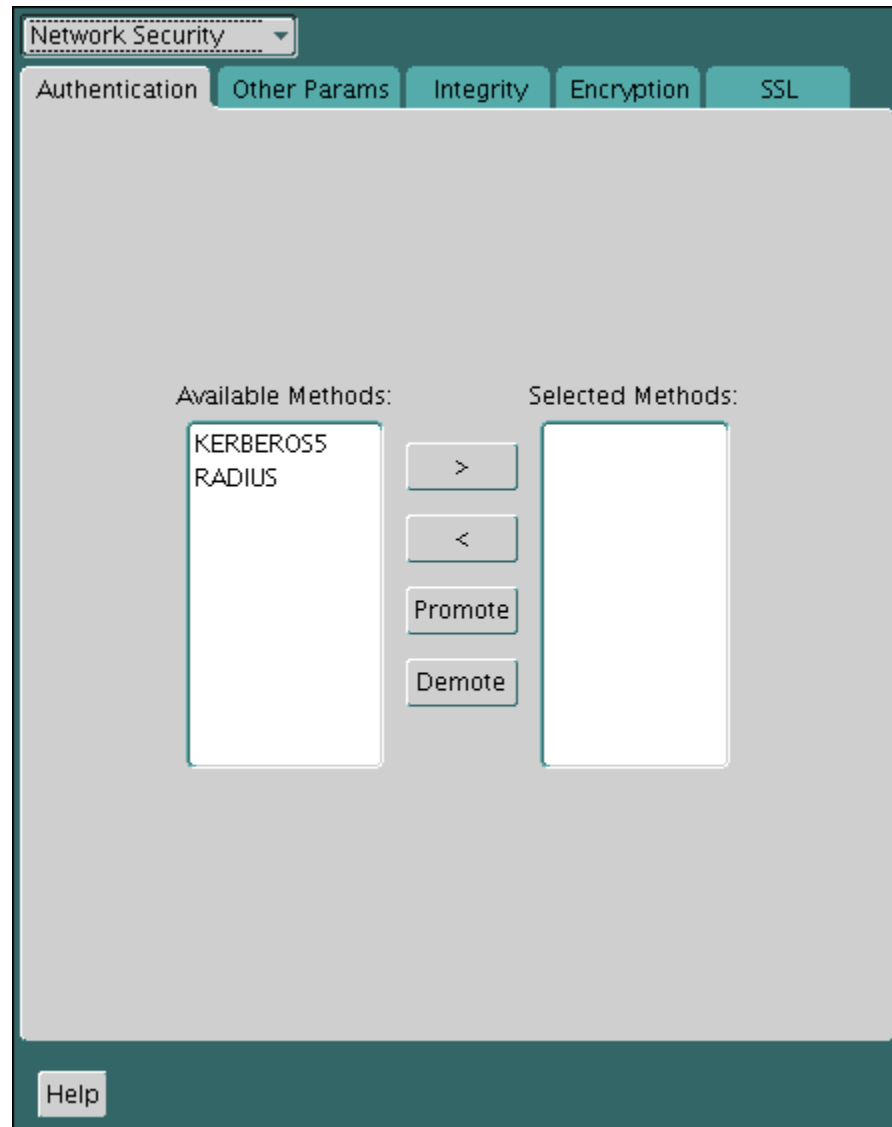 Network Security
Authentication Other Params Integrity Encryption SSL
Available Methods: Selected Methods:
KERBEROS5
RADIUS
>
<
Promote
Demote
Help